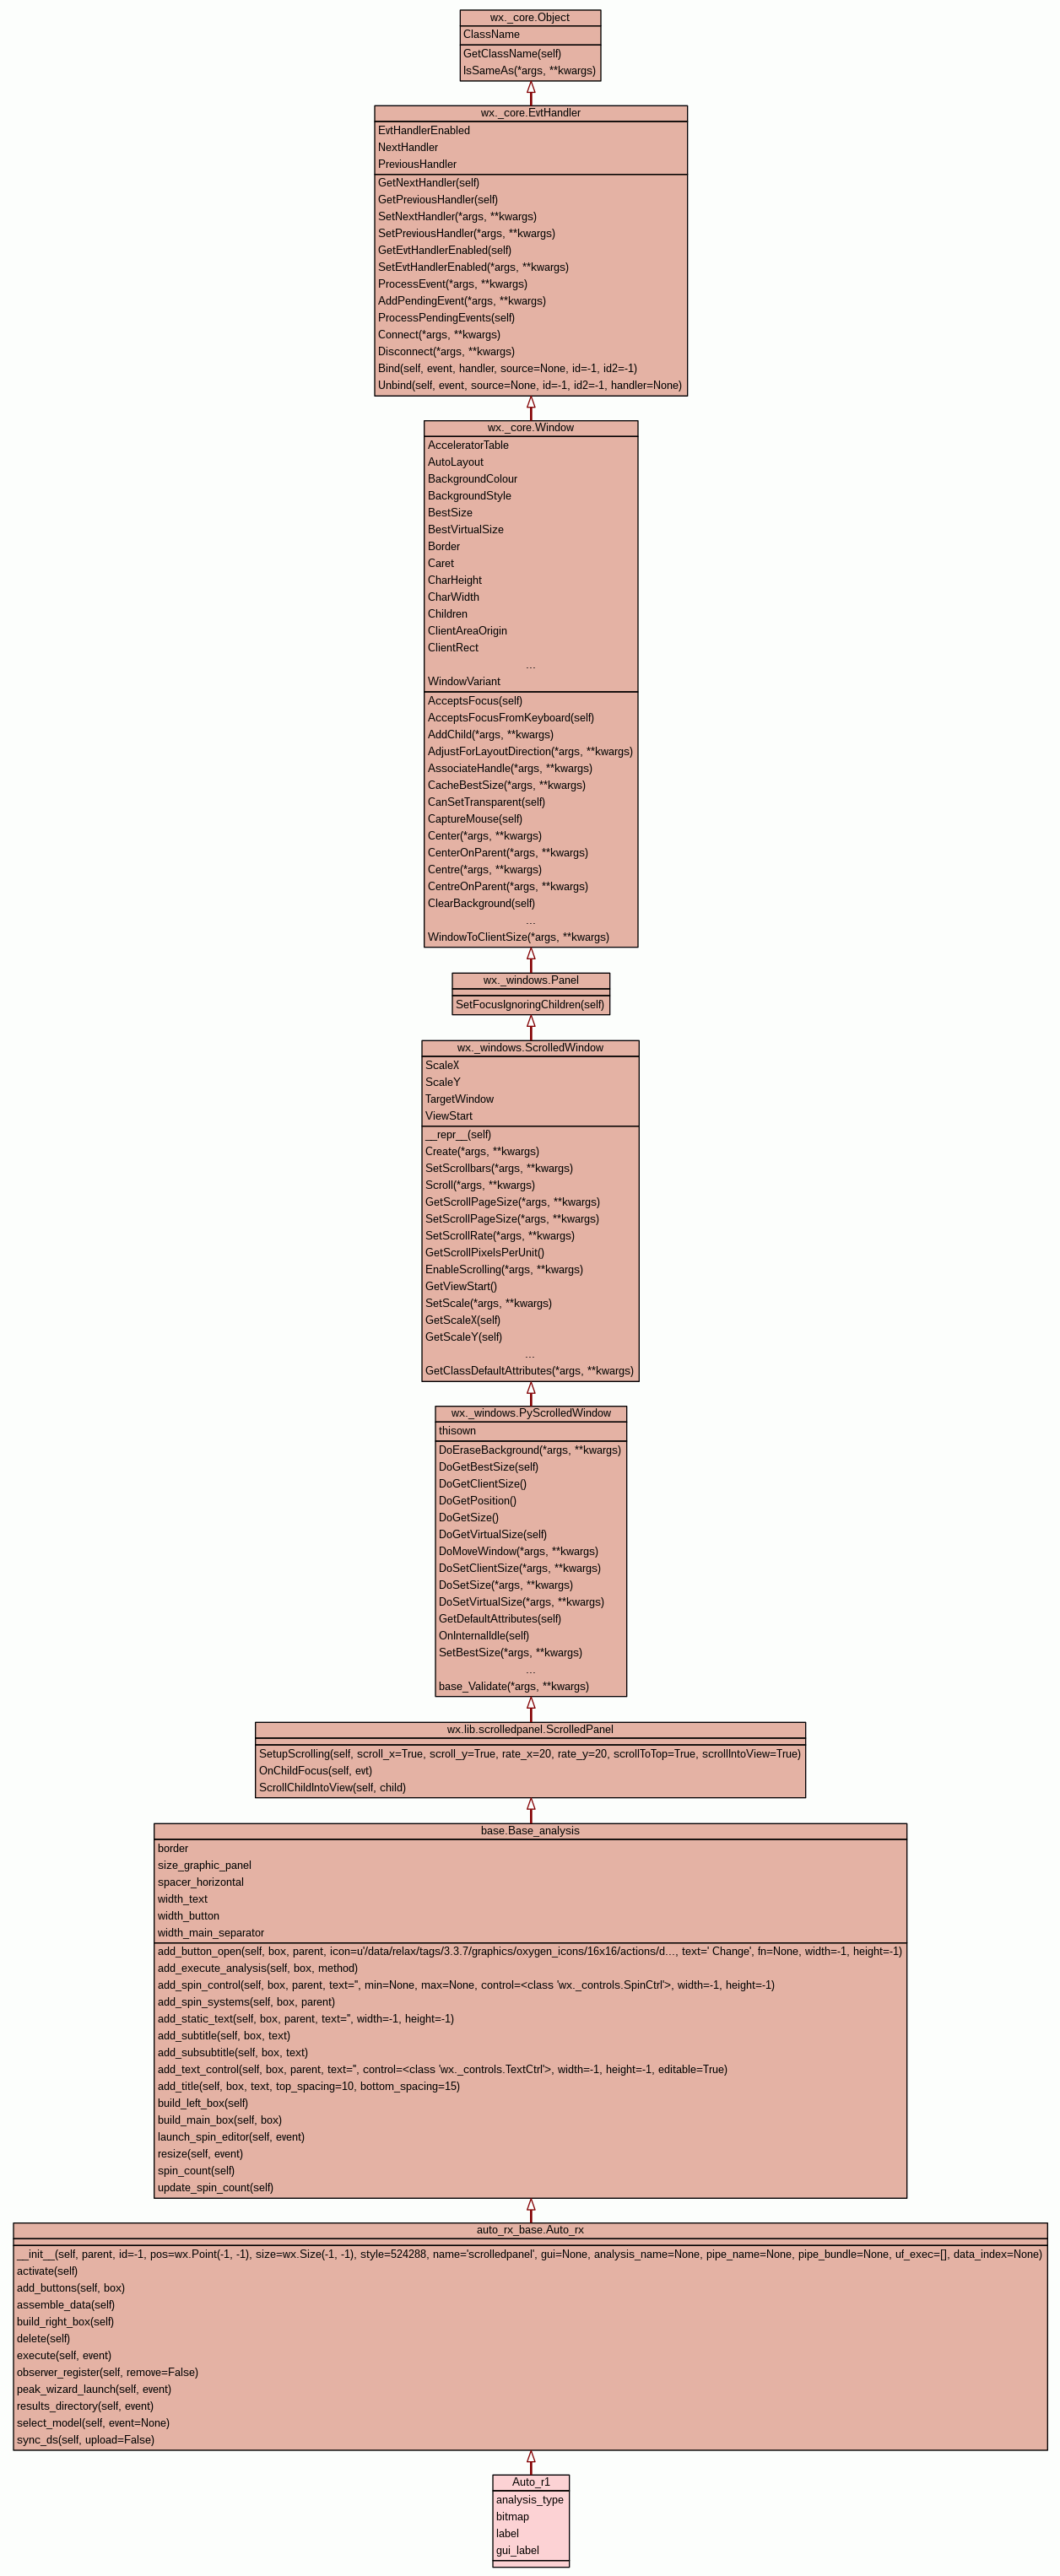 wx._core.Object
ClassName
GetClassName(self)
IsSameAs(*args, **kwargs)
wx._core.EvtHandler
EvtHandlerEnabled
NextHandler
PreviousHandler
GetNextHandler(self)
GetPreviousHandler(self)
SetNextHandler(*args, **kwargs)
SetPreviousHandler(*args, **kwargs)
GetEvtHandlerEnabled(self)
SetEvtHandlerEnabled(*args, **kwargs)
ProcessEvent(*args, **kwargs)
AddPendingEvent(*args, **kwargs)
ProcessPendingEvents(self)
Connect(*args, **kwargs)
Disconnect(*args, **kwargs)
Bind(self, event, handler, source=None, id=-1, id2=-1)
Unbind(self, event, source=None, id=-1, id2=-1, handler=None)
wx._core.Window
AcceleratorTable
AutoLayout
BackgroundColour
BackgroundStyle
BestSize
BestVirtualSize
Border
Caret
CharHeight
CharWidth
Children
ClientAreaOrigin
ClientRect
...
WindowVariant
AcceptsFocus(self)
AcceptsFocusFromKeyboard(self)
AddChild(*args, **kwargs)
AdjustForLayoutDirection(*args, **kwargs)
AssociateHandle(*args, **kwargs)
CacheBestSize(*args, **kwargs)
CanSetTransparent(self)
CaptureMouse(self)
Center(*args, **kwargs)
CenterOnParent(*args, **kwargs)
Centre(*args, **kwargs)
CentreOnParent(*args, **kwargs)
ClearBackground(self)
...
WindowToClientSize(*args, **kwargs)
wx._windows.Panel
SetFocusIgnoringChildren(self)
wx._windows.ScrolledWindow
ScaleX
ScaleY
TargetWindow
ViewStart
__repr__(self)
Create(*args, **kwargs)
SetScrollbars(*args, **kwargs)
Scroll(*args, **kwargs)
GetScrollPageSize(*args, **kwargs)
SetScrollPageSize(*args, **kwargs)
SetScrollRate(*args, **kwargs)
GetScrollPixelsPerUnit()
EnableScrolling(*args, **kwargs)
GetViewStart()
SetScale(*args, **kwargs)
GetScaleX(self)
GetScaleY(self)
...
GetClassDefaultAttributes(*args, **kwargs)
wx._windows.PyScrolledWindow
thisown
DoEraseBackground(*args, **kwargs)
DoGetBestSize(self)
DoGetClientSize()
DoGetPosition()
DoGetSize()
DoGetVirtualSize(self)
DoMoveWindow(*args, **kwargs)
DoSetClientSize(*args, **kwargs)
DoSetSize(*args, **kwargs)
DoSetVirtualSize(*args, **kwargs)
GetDefaultAttributes(self)
OnInternalIdle(self)
SetBestSize(*args, **kwargs)
...
base_Validate(*args, **kwargs)
wx.lib.scrolledpanel.ScrolledPanel
SetupScrolling(self, scroll_x=True, scroll_y=True, rate_x=20, rate_y=20, scrollToTop=True, scrollIntoView=True)
OnChildFocus(self, evt)
ScrollChildIntoView(self, child)
base.Base_analysis
border
size_graphic_panel
spacer_horizontal
width_text
width_button
width_main_separator
add_button_open(self, box, parent, icon=u'/data/relax/tags/3.3.7/graphics/oxygen_icons/16x16/actions/d..., text=' Change', fn=None, width=-1, height=-1)
add_execute_analysis(self, box, method)
add_spin_control(self, box, parent, text='', min=None, max=None, control=<class 'wx._controls.SpinCtrl'>, width=-1, height=-1)
add_spin_systems(self, box, parent)
add_static_text(self, box, parent, text='', width=-1, height=-1)
add_subtitle(self, box, text)
add_subsubtitle(self, box, text)
add_text_control(self, box, parent, text='', control=<class 'wx._controls.TextCtrl'>, width=-1, height=-1, editable=True)
add_title(self, box, text, top_spacing=10, bottom_spacing=15)
build_left_box(self)
build_main_box(self, box)
launch_spin_editor(self, event)
resize(self, event)
spin_count(self)
update_spin_count(self)
auto_rx_base.Auto_rx
__init__(self, parent, id=-1, pos=wx.Point(-1, -1), size=wx.Size(-1, -1), style=524288, name='scrolledpanel', gui=None, analysis_name=None, pipe_name=None, pipe_bundle=None, uf_exec=[], data_index=None)
activate(self)
add_buttons(self, box)
assemble_data(self)
build_right_box(self)
delete(self)
execute(self, event)
observer_register(self, remove=False)
peak_wizard_launch(self, event)
results_directory(self, event)
select_model(self, event=None)
sync_ds(self, upload=False)
Auto_r1
analysis_type
bitmap
label
gui_label